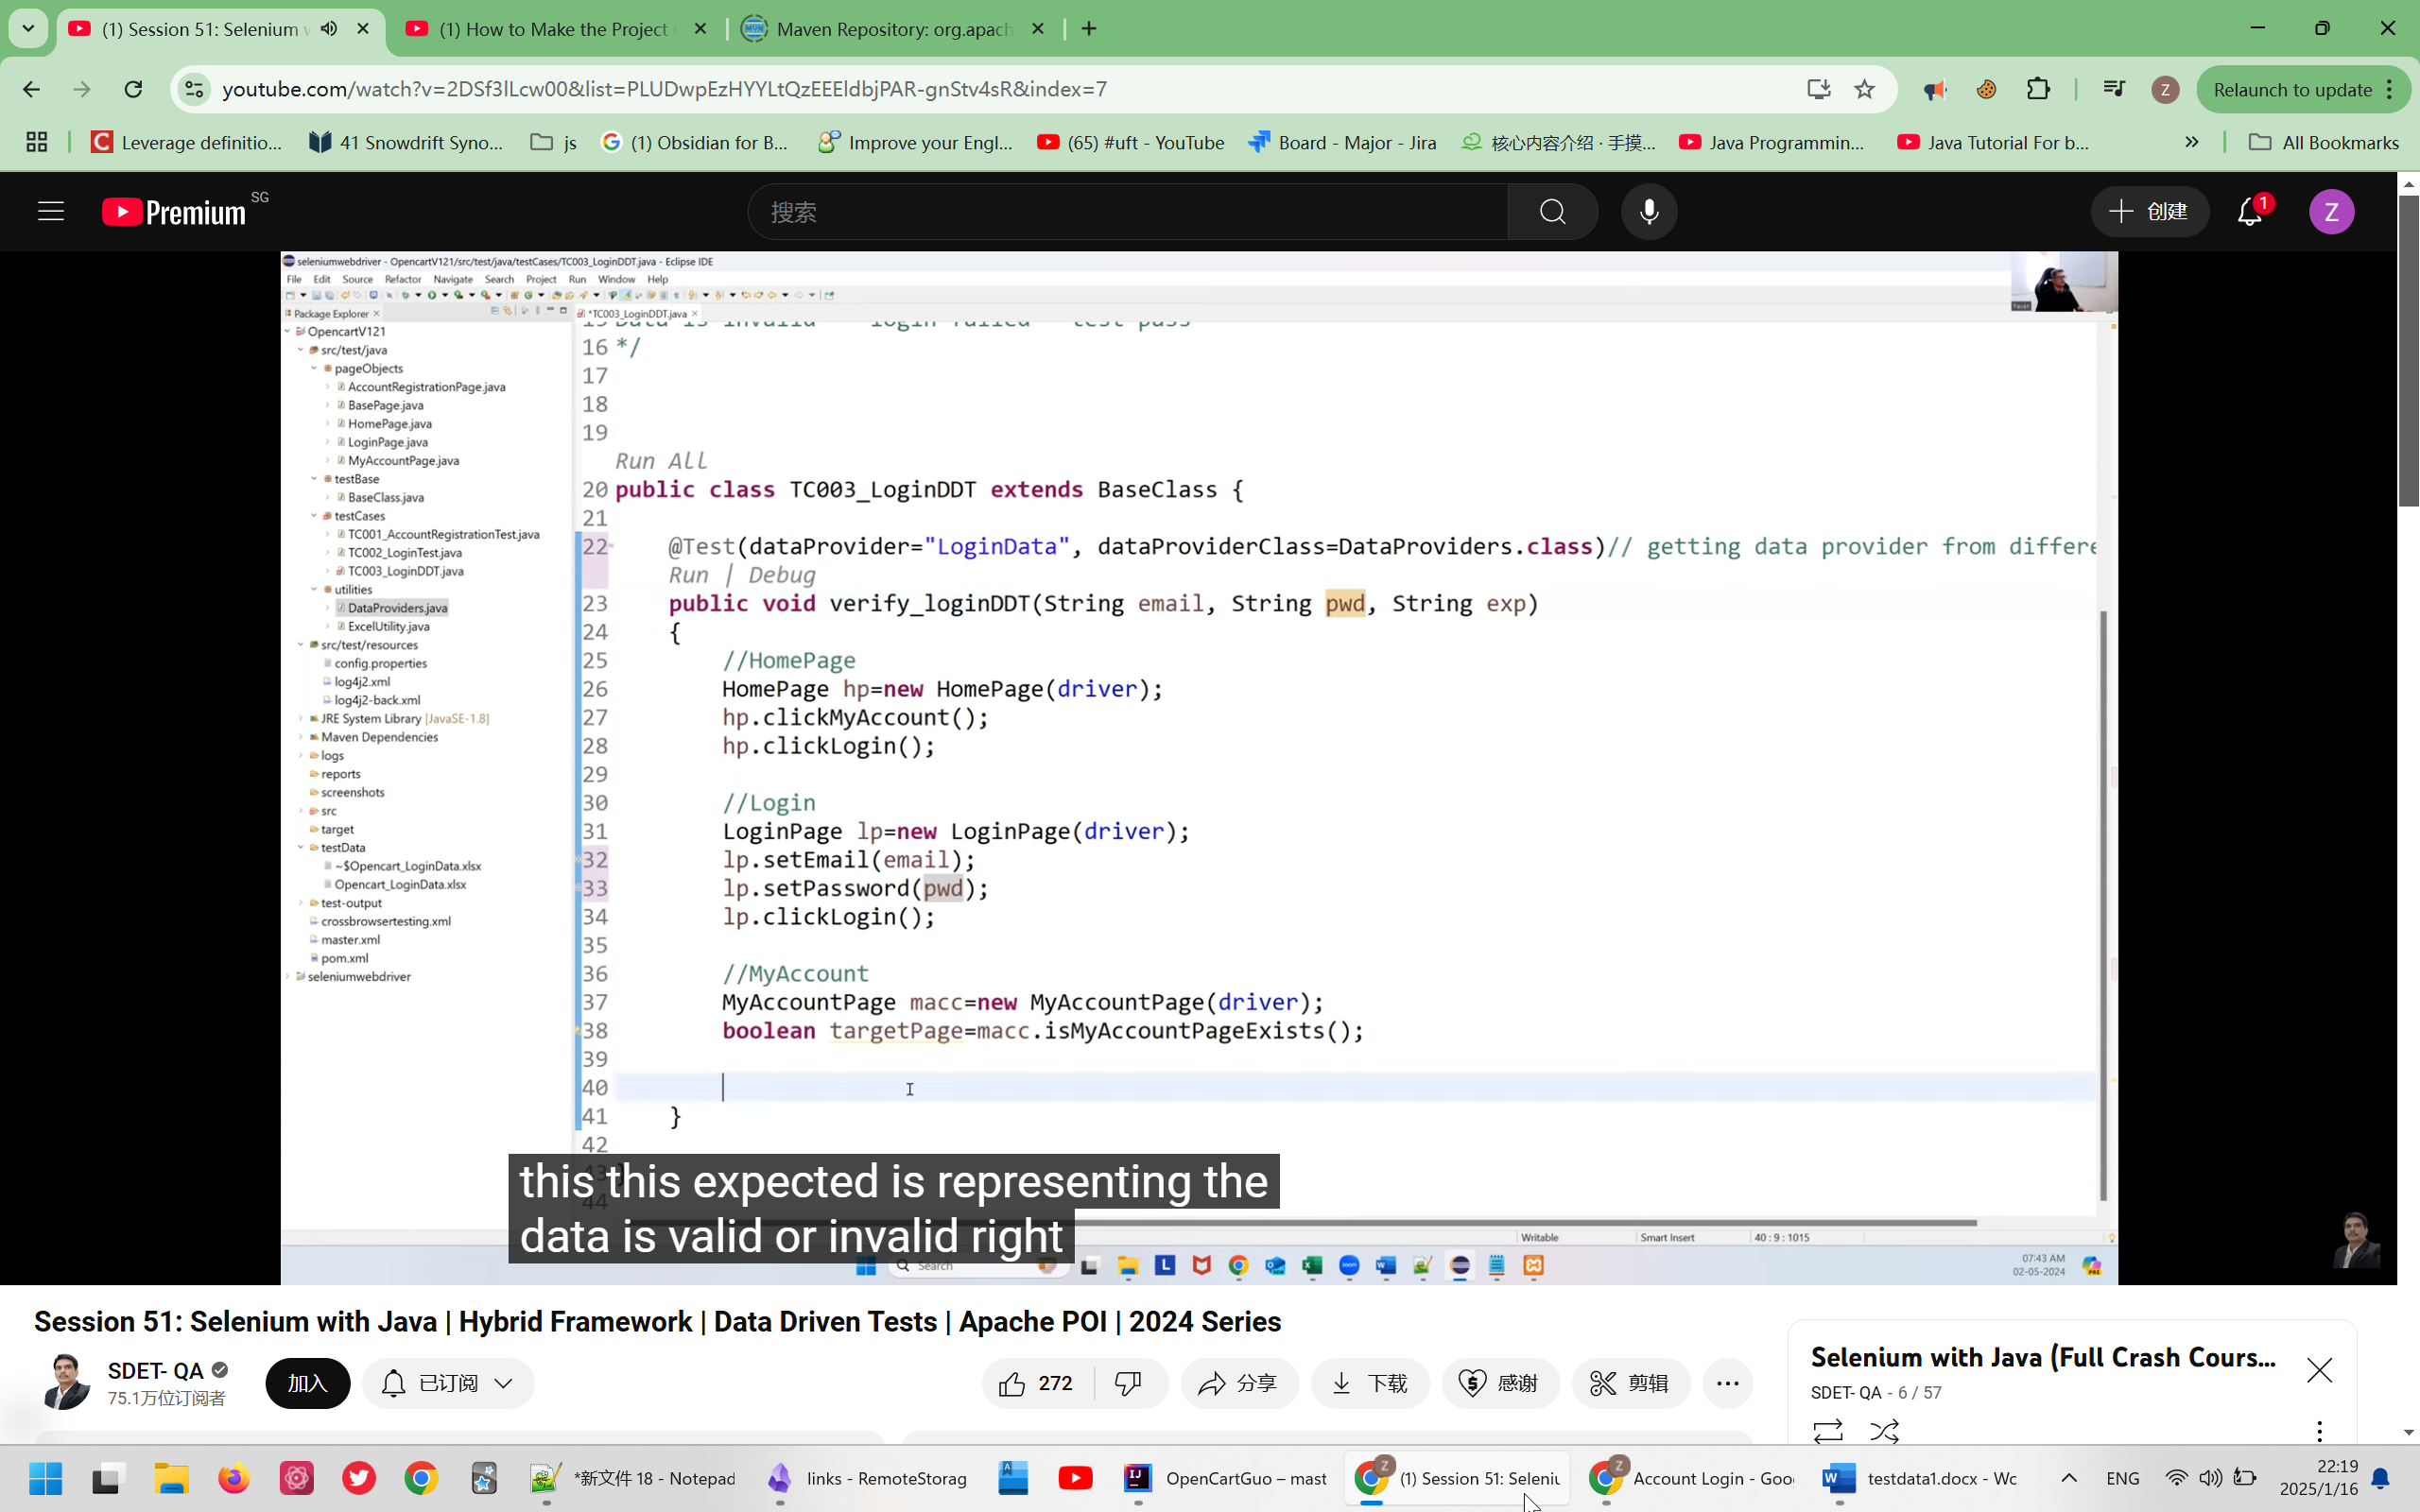 (1) Session 51: Selenium w
(1) How to Make the Project
Maven Repository: org.apach
youtube.com/watch?v=2DSf3lLcw00&list=PLUDwpEzHYYLtQzEEEldbjPAR-gnStv4sR&index=7
Z
Relaunch to update
Leverage definitio...
41 Snowdrift Syno...
js
(1) Obsidian for B...
Improve your Engl...
(65) #uft - YouTube
Board - Major - Jira
核心内容介绍 · 手摸...
Java Programmin...
Java Tutorial For b...
All Bookmarks
Premium
SG
搜索
创建
1
Z
seleniumwebdriver - OpencartV121/src/test/java/testCases/TC003_LoginDDT.java - Eclipse IDE
File Edit Source Refactor Navigate Search Project Run Window Help
Package Explorer
*TC003_LoginDDT.java
OpencartV121
src/test/java
pageObjects
AccountRegistrationPage.java
BasePage.java
HomePage.java
LoginPage.java
MyAccountPage.java
testBase
BaseClass.java
testCases
TC001_AccountRegistrationTest.java
TC002_LoginTest.java
TC003_LoginDDT.java
utilities
DataProviders.java
ExcelUtility.java
src/test/resources
config.properties
log4j2.xml
log4j2-back.xml
JRE System Library [JavaSE-1.8]
Maven Dependencies
logs
reports
screenshots
src
target
testData
~$Opencart_LoginData.xlsx
Opencart_LoginData.xlsx
test-output
crossbrowsertesting.xml
master.xml
pom.xml
seleniumwebdriver
16 */
17
18
19
Run All
20 public class TC003_LoginDDT extends BaseClass {
21
22 @Test(dataProvider="LoginData", dataProviderClass=DataProviders.class)// getting data provider from differe
Run | Debug
23 public void verify_loginDDT(String email, String pwd, String exp)
24 {
25 //HomePage
26 HomePage hp=new HomePage(driver);
27 hp.clickMyAccount();
28 hp.clickLogin();
29
30 //Login
31 LoginPage lp=new LoginPage(driver);
32 lp.setEmail(email);
33 lp.setPassword(pwd);
34 lp.clickLogin();
35
36 //MyAccount
37 MyAccountPage macc=new MyAccountPage(driver);
38 boolean targetPage=macc.isMyAccountPageExists();
39
40
41 }
42
this this expected is representing the
data is valid or invalid right
Writable
Smart Insert
40 : 9 : 1015
Search
07:43 AM
02-05-2024
Session 51: Selenium with Java | Hybrid Framework | Data Driven Tests | Apache POI | 2024 Series
SDET- QA
75.1万位订阅者
加入
已订阅
272
分享
下载
感谢
剪辑
Selenium with Java (Full Crash Cours...
SDET- QA - 6 / 57
*新文件 18 - Notepad
links - RemoteStorag
OpenCartGuo – mast
(1) Session 51: Seleniu
Account Login - Goo
testdata1.docx - Wc
ENG
22:19
2025/1/16